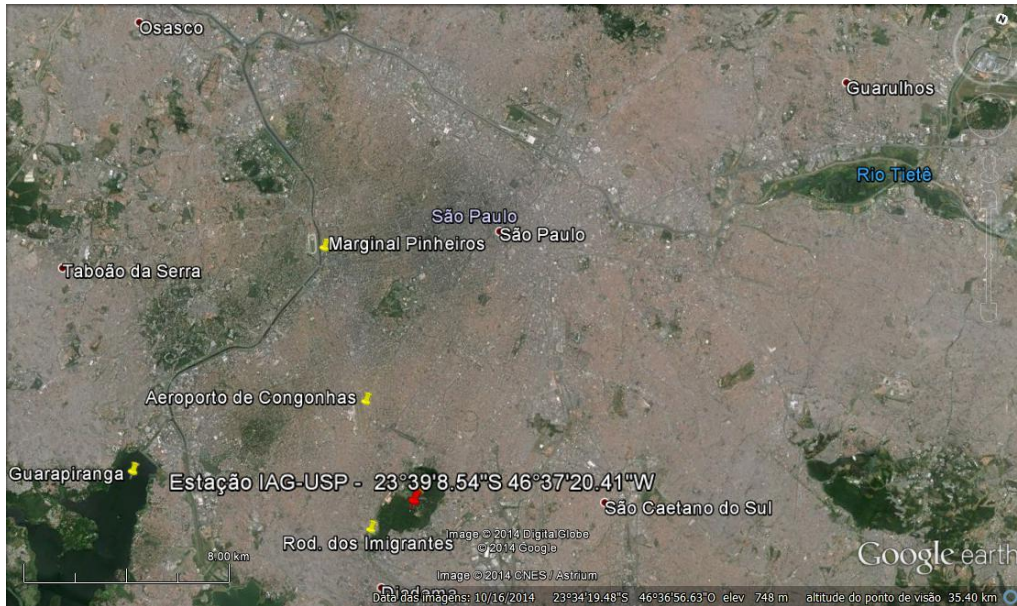 Osasco
N
Guarulhos
Rio Tietê
São Paulo
São Paulo
Marginal Pinheiros
Taboão da Serra
Aeroporto de Congonhas
Guarapiranga
Estação IAG-USP - 23°39'8.54"S 46°37'20.41"W
São Caetano do Sul
Rod. dos Imigrantes
Image © 2014 DigitalGlobe
© 2014 Google
8.00 km
Google earth
Image © 2014 CNES / Astrium
Diadema
Data das imagens: 10/16/2014 23°34'19.48"S 46°36'56.63"O elev 748 m altitude do ponto de visão 35.40 km